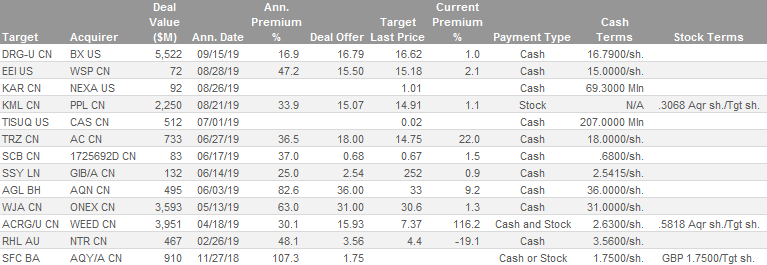 Deal Ann. Current
Value Premium Target Premium Cash
Target Acquirer ($M) Ann. Date % Deal Offer Last Price % Payment Type Terms Stock Terms
DRG-U CN BX US 5,522 09/15/19 16.9 16.79 16.62 1.0 Cash 16.7900/sh.
EEI US WSP CN 72 08/28/19 47.2 15.50 15.18 2.1 Cash 15.0000/sh.
KAR CN NEXA US 92 08/26/19 1.01 Cash 69.3000 Mln
KML CN PPL CN 2,250 08/21/19 33.9 15.07 14.91 1.1 Stock N/A .3068 Aqr sh./Tgt sh.
TISUQ US CAS CN 512 07/01/19 0.02 Cash 207.0000 Mln
TRZ CN AC CN 733 06/27/19 36.5 18.00 14.75 22.0 Cash 18.0000/sh.
SCB CN 1725692D CN 83 06/17/19 37.0 0.68 0.67 1.5 Cash .6800/sh.
SSY LN GIB/A CN 132 06/14/19 25.0 2.54 252 0.9 Cash 2.5415/sh.
AGL BH AQN CN 495 06/03/19 82.6 36.00 33 9.2 Cash 36.0000/sh.
WJA CN ONEX CN 3,593 05/13/19 63.0 31.00 30.6 1.3 Cash 31.0000/sh.
ACRG/U CN WEED CN 3,951 04/18/19 30.1 15.93 7.37 116.2 Cash and Stock 2.6300/sh. .5818 Aqr sh./Tgt sh.
RHL AU NTR CN 467 02/26/19 48.1 3.56 4.4 -19.1 Cash 3.5600/sh.
SFC BA AQY/A CN 910 11/27/18 107.3 1.75 Cash or Stock 1.7500/sh. GBP 1.7500/Tgt sh.